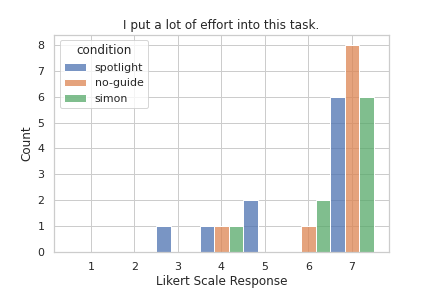 I put a lot of effort into this task.
condition
spotlight
no-guide
simon
Count
8
7
6
5
4
3
2
1
0
1 2 3 4 5 6 7
Likert Scale Response